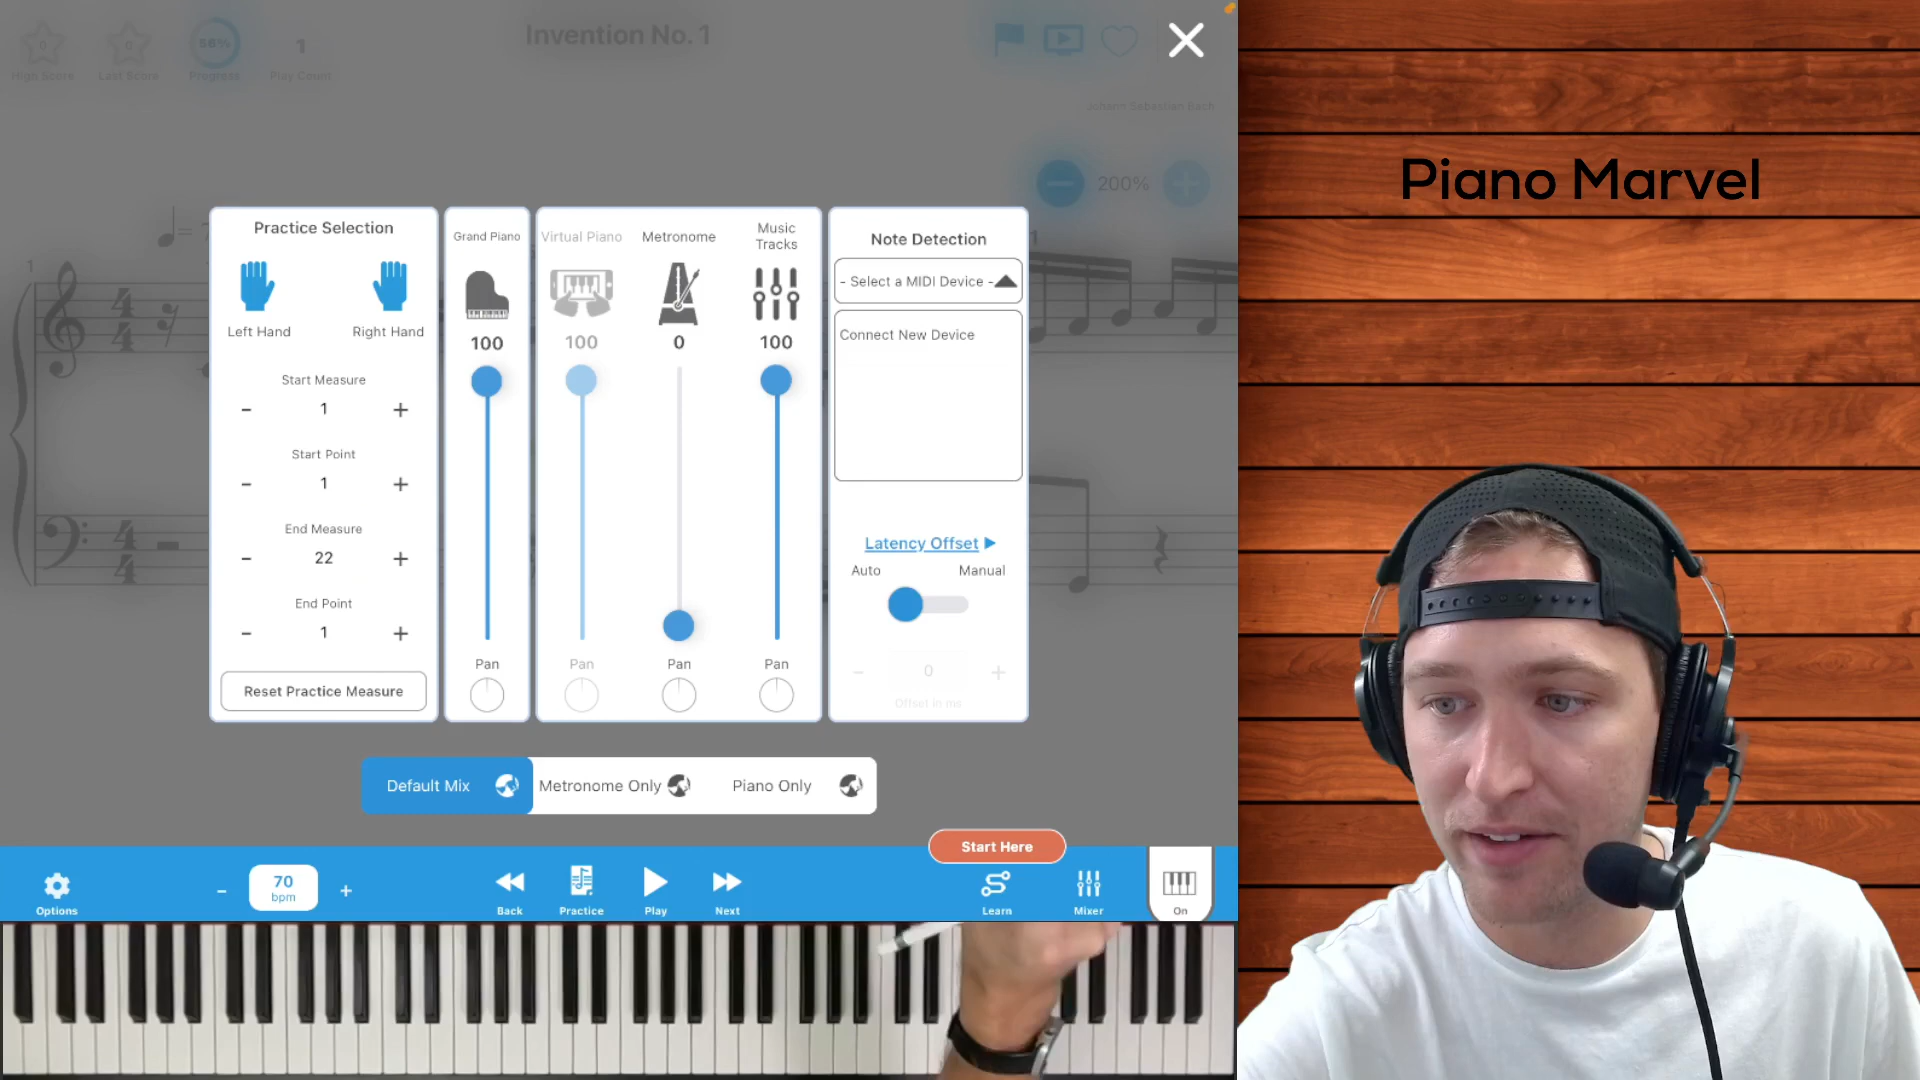 0
0
56%
1
High Score
Last Score
Progress
Play Count
Invention No. 1
Johann Sebastian Bach
200%
Piano Marvel
Practice Selection
Left Hand
Right Hand
Start Measure
- 1 +
Start Point
- 1 +
End Measure
- 22 +
End Point
- 1 +
Reset Practice Measure
Grand Piano
100
Pan
Virtual Piano
100
Pan
Metronome
0
Pan
Music
Tracks
100
Pan
Note Detection
- Select a MIDI Device -
Connect New Device
Latency Offset
Auto
Manual
- 0 +
Offset in ms
Default Mix
Metronome Only
Piano Only
Start Here
Options
- 70 +
bpm
Back
Practice
Play
Next
Learn
Mixer
On